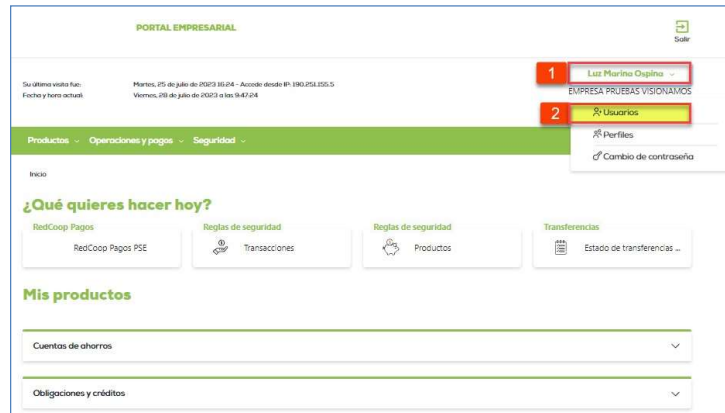 PORTAL EMPRESARIAL
Salir
1
Luz Marina Ospina
EMPRESA PRUEBAS VISIONAMOS
Su última visita fue: Martes, 25 de julio de 2023 16:24 - Accede desde IP: 190.251.155.5
Fecha y hora actual: Viernes, 28 de julio de 2023 a las 9:47:24
2
Usuarios
Perfiles
Cambio de contraseña
Productos Operaciones y pagos Seguridad
Inicio
¿Qué quieres hacer hoy?
RedCoop Pagos
RedCoop Pagos PSE
Reglas de seguridad
Transacciones
Reglas de seguridad
Productos
Transferencias
Estado de transferencias ...
Mis productos
Cuentas de ahorros
Obligaciones y créditos